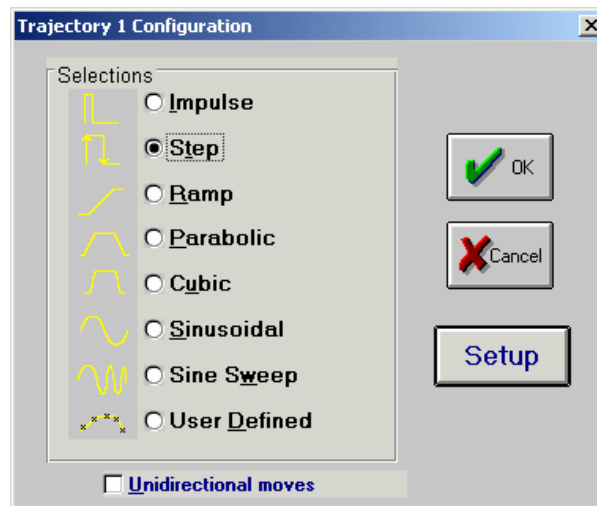 Trajectory 1 Configuration
Selections
Impulse
Step
Ramp
Parabolic
Cubic
Sinusoidal
Sine Sweep
User Defined
OK
Cancel
Setup
Unidirectional moves